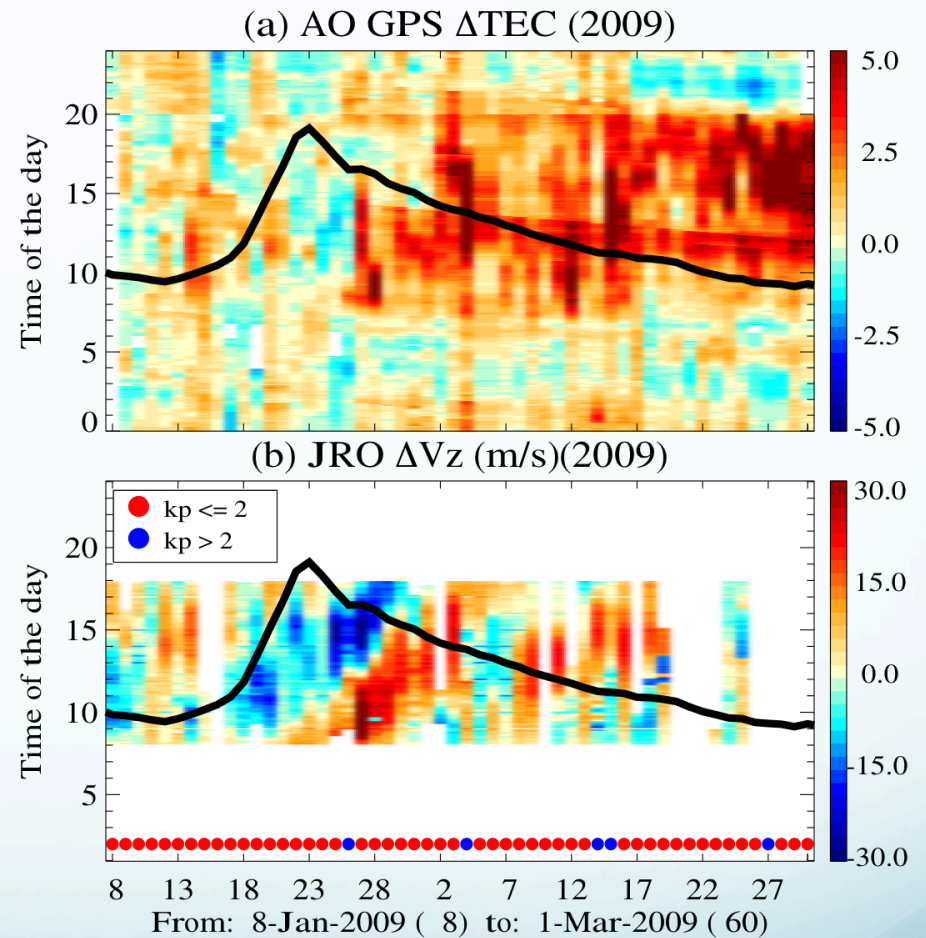 (a) AO GPS ΔTEC (2009)
Time of the day
20
15
10
5
0
5.0
2.5
0.0
-2.5
-5.0
(b) JRO ΔVz (m/s)(2009)
kp <= 2
kp > 2
Time of the day
20
15
10
5
30.0
15.0
0.0
-15.0
-30.0
8 13 18 23 28 2 7 12 17 22 27
From: 8-Jan-2009 ( 8) to: 1-Mar-2009 ( 60)